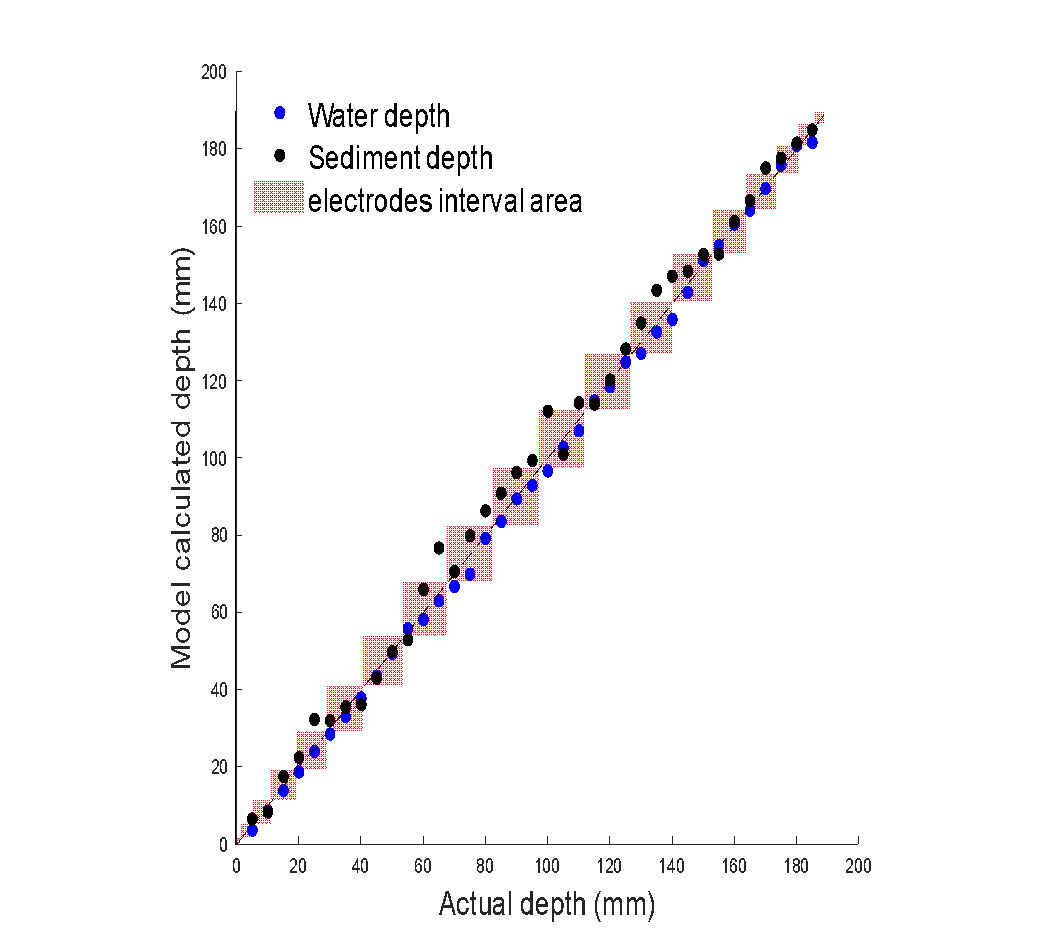 200
180
160
140
120
100
80
60
40
20
0
Model calculated depth (mm)
Water depth
Sediment depth
electrodes interval area
0 20 40 60 80 100 120 140 160 180 200
Actual depth (mm)